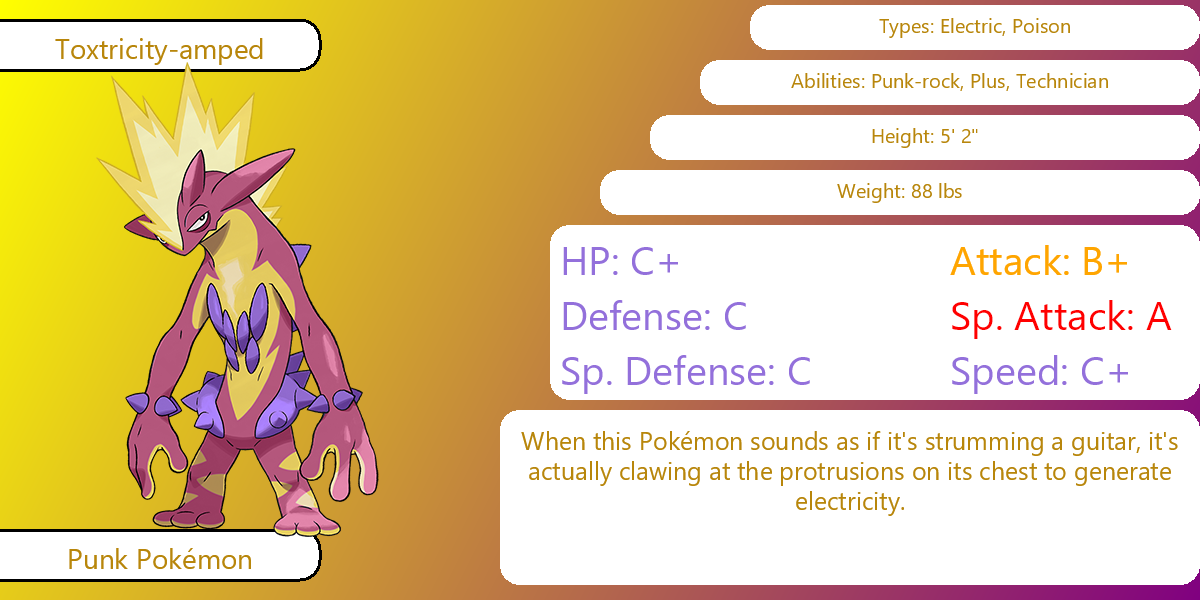 Toxtricity-amped
Types: Electric, Poison
Abilities: Punk-rock, Plus, Technician
Height: 5' 2"
Weight: 88 lbs
HP: C+
Attack: B+
Defense: C
Sp. Attack: A
Sp. Defense: C
Speed: C+
When this Pokémon sounds as if it's strumming a guitar, it's
actually clawing at the protrusions on its chest to generate
electricity.
Punk Pokémon